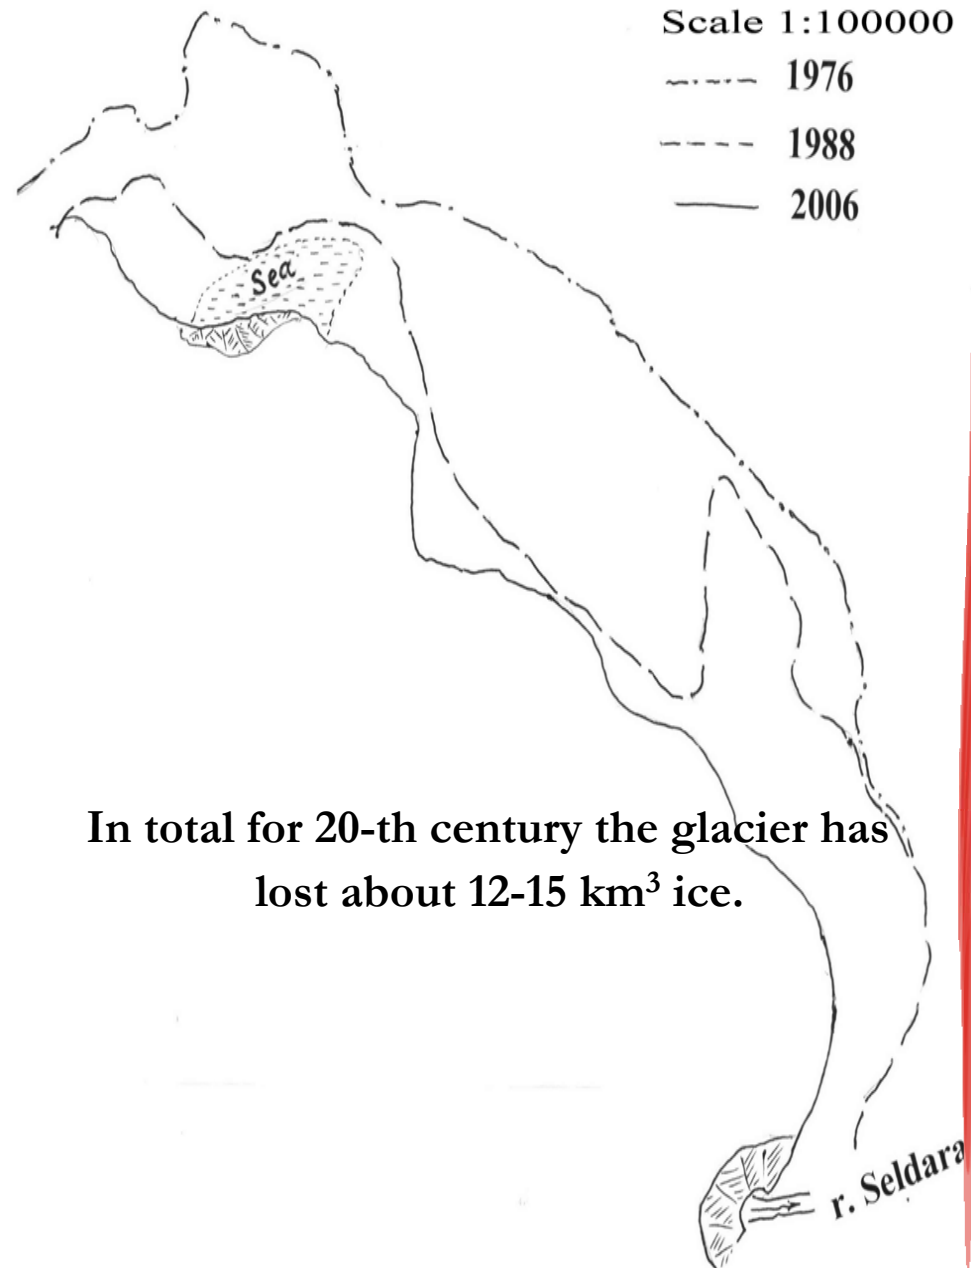 Scale 1:100000
1976
1988
2006
Sea
In total for 20-th century the glacier has
lost about 12-15 km³ ice.
r. Seldara